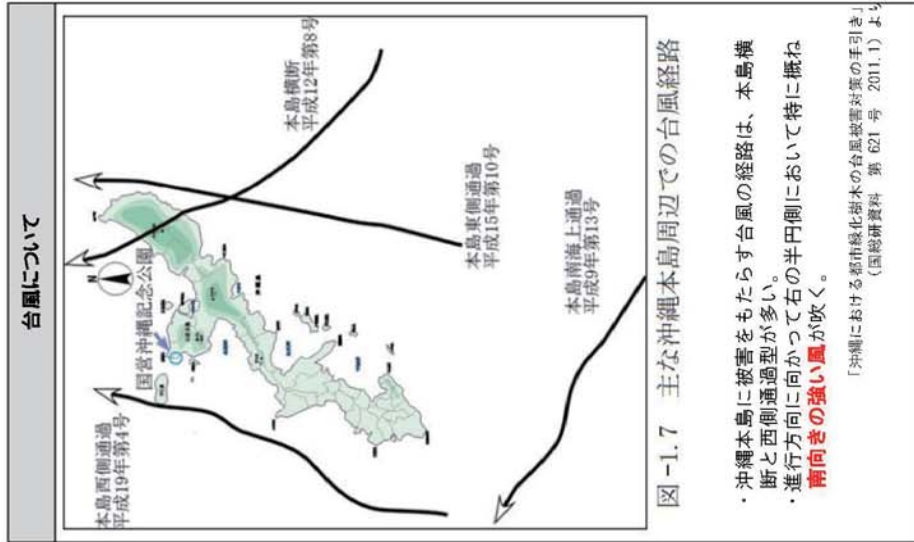 台風について
本島西側通過
平成19年第4号
国営沖縄記念公園
N
本島横断
平成12年第8号
本島東側通過
平成15年第10号
本島南海上通過
平成9年第13号
図-1.7 主な沖縄本島周辺での台風経路
・沖縄本島に被害をもたらす台風の経路は、本島横
断と西側通過型が多い。
・進行方向に向かって右の半円側において特に概ね
南向きの強い風が吹く。
「沖縄における都市緑化樹木の台風被害対策の手引き」
（国総研資料 第 621 号 2011.1）より